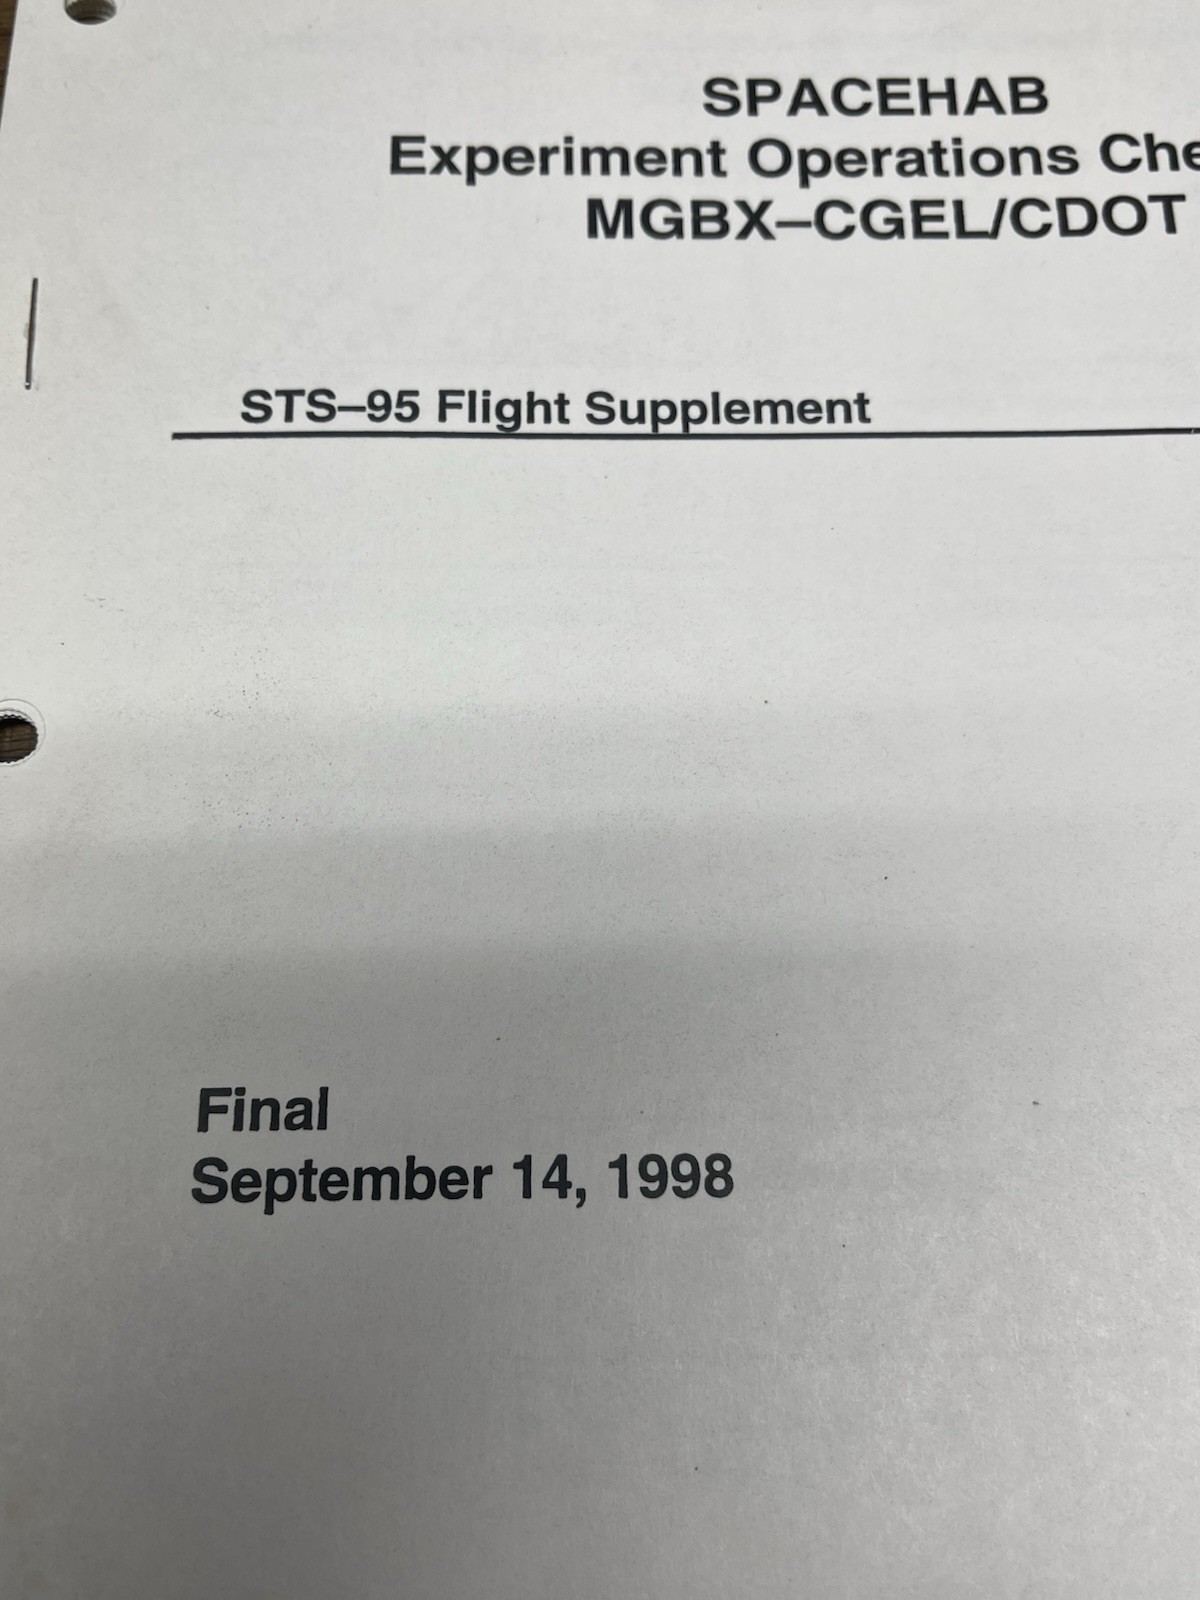 SPACEHAB
Experiment Operations Che
MGBX–CGEL/CDOT
STS–95 Flight Supplement
Final
September 14, 1998